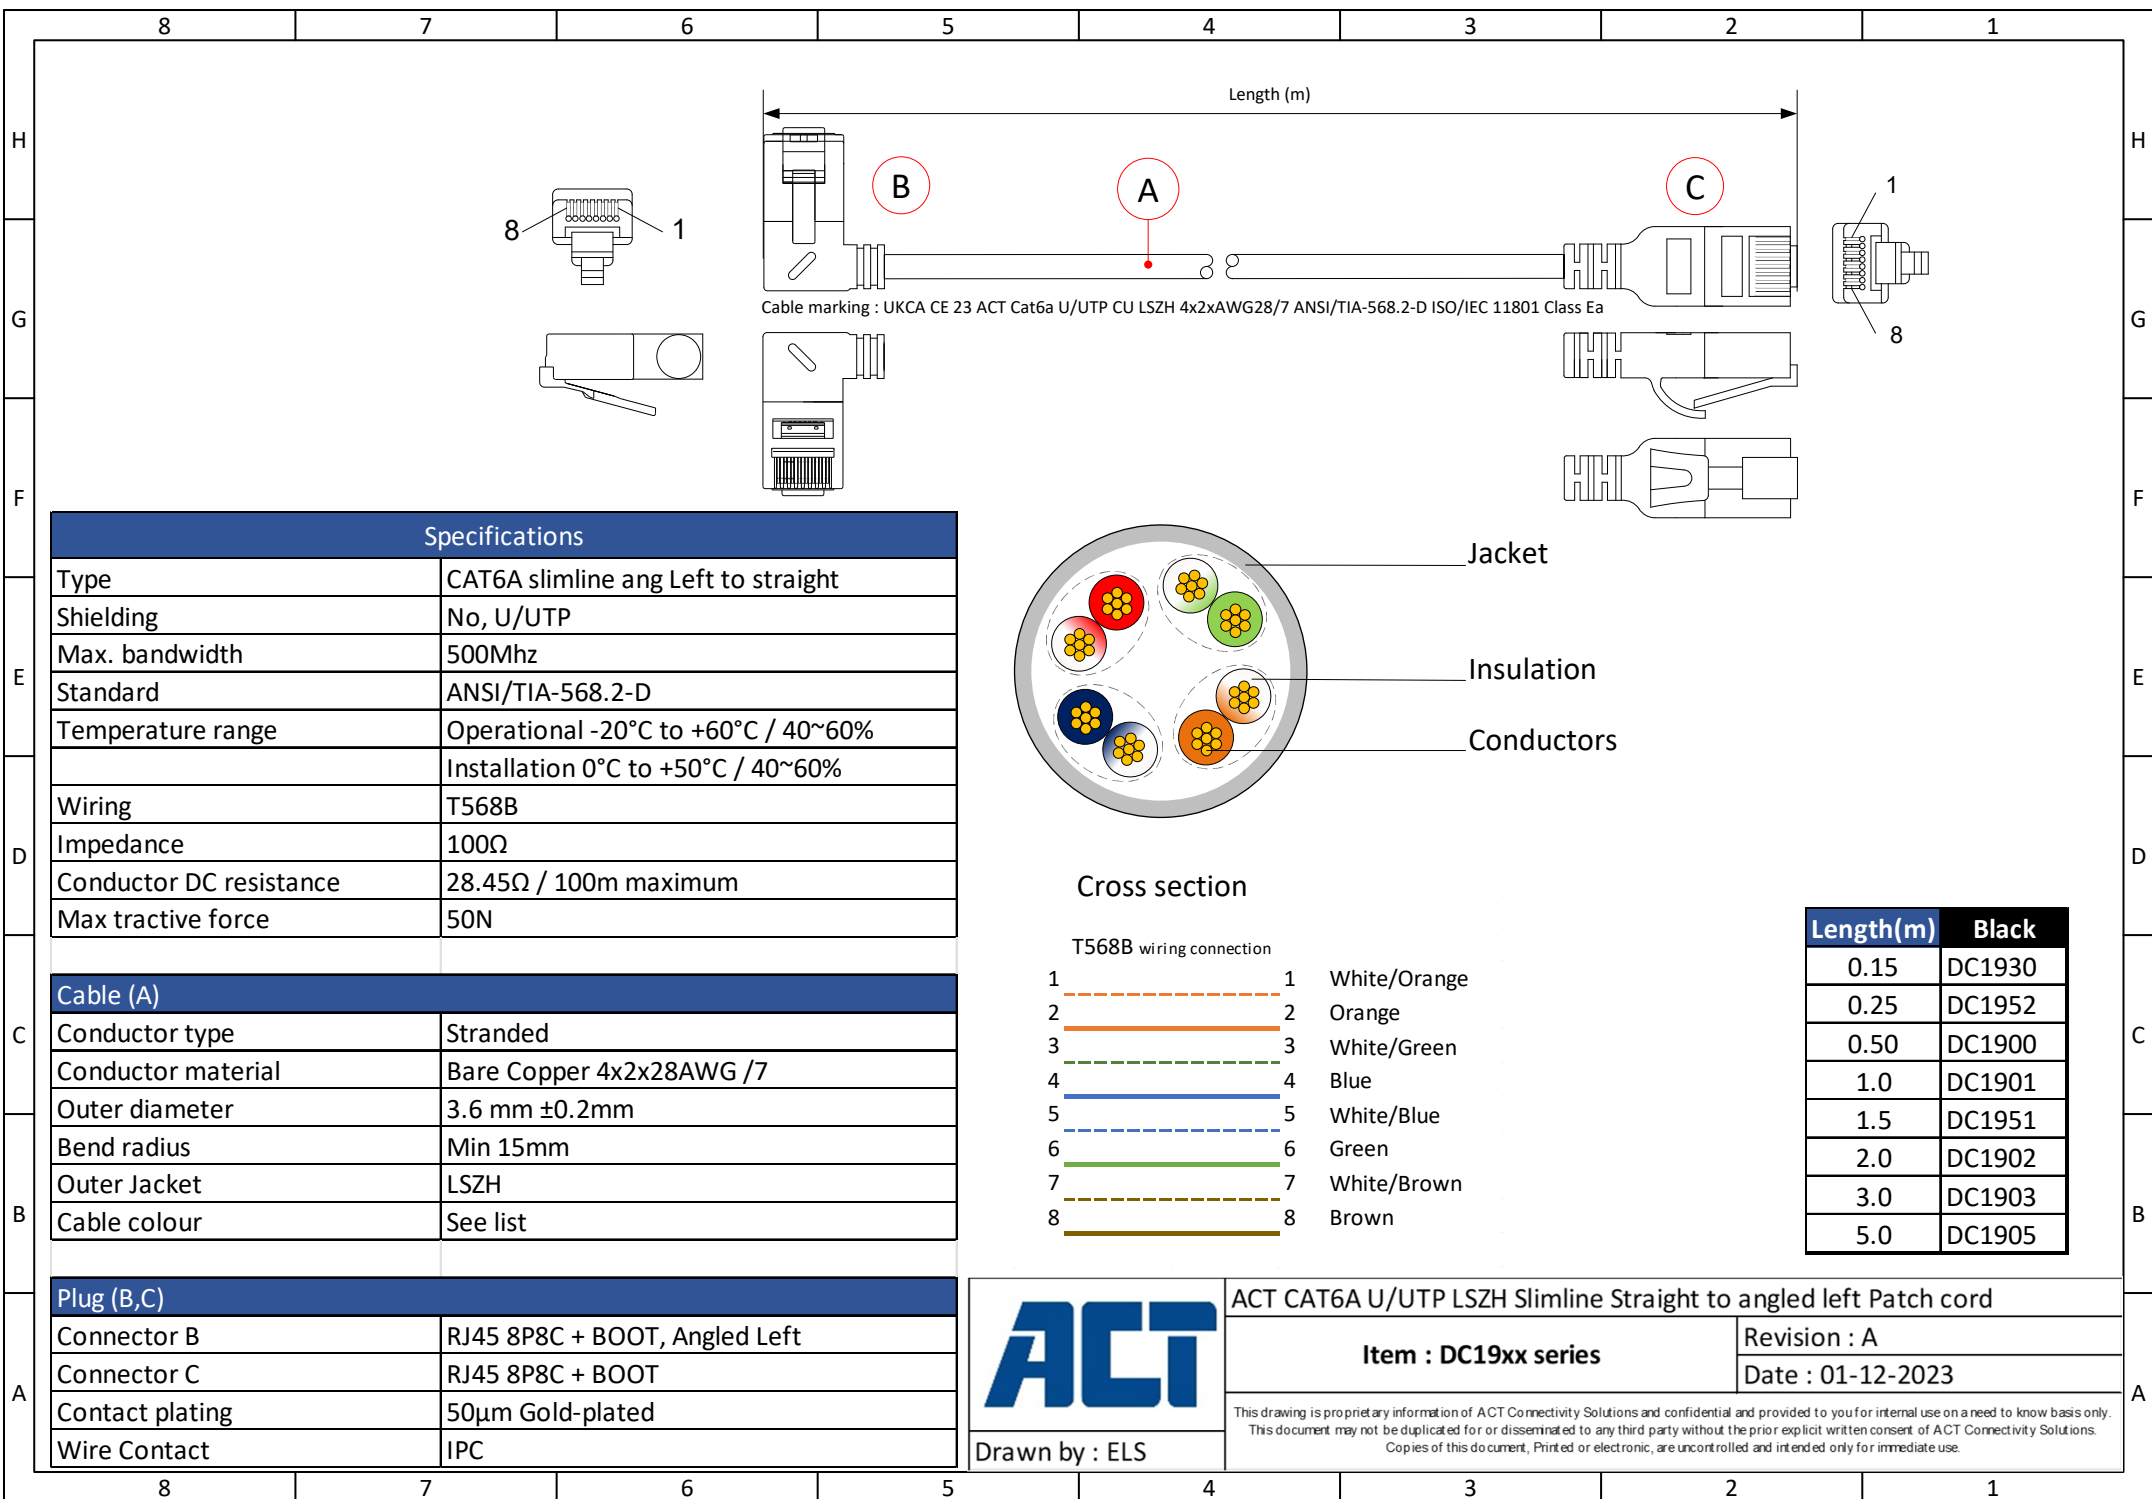 8 7 6 5 4 3 2 1
H
G
F
E
D
C
B
A
Length (m)
B
A
C
8
1
1
8
Cable marking : UKCA CE 23 ACT Cat6a U/UTP CU LSZH 4x2xAWG28/7 ANSI/TIA-568.2-D ISO/IEC 11801 Class Ea
Specifications
Type CAT6A slimline ang Left to straight
Shielding No, U/UTP
Max. bandwidth 500Mhz
Standard ANSI/TIA-568.2-D
Temperature range Operational -20°C to +60°C / 40~60%
Installation 0°C to +50°C / 40~60%
Wiring T568B
Impedance 100Ω
Conductor DC resistance 28.45Ω / 100m maximum
Max tractive force 50N
Cable (A)
Conductor type Stranded
Conductor material Bare Copper 4x2x28AWG /7
Outer diameter 3.6 mm ±0.2mm
Bend radius Min 15mm
Outer Jacket LSZH
Cable colour See list
Plug (B,C)
Connector B RJ45 8P8C + BOOT, Angled Left
Connector C RJ45 8P8C + BOOT
Contact plating 50µm Gold-plated
Wire Contact IPC
Jacket
Insulation
Conductors
Cross section
T568B wiring connection
1 1 White/Orange
2 2 Orange
3 3 White/Green
4 4 Blue
5 5 White/Blue
6 6 Green
7 7 White/Brown
8 8 Brown
Length(m) Black
0.15 DC1930
0.25 DC1952
0.50 DC1900
1.0 DC1901
1.5 DC1951
2.0 DC1902
3.0 DC1903
5.0 DC1905
ACT
Drawn by : ELS
ACT CAT6A U/UTP LSZH Slimline Straight to angled left Patch cord
Item : DC19xx series
Revision : A
Date : 01-12-2023
This drawing is proprietary information of ACT Connectivity Solutions and confidential and provided to you for internal use on a need to know basis only.
This document may not be duplicated for or disseminated to any third party without the prior explicit written consent of ACT Connectivity Solutions.
Copies of this document, Printed or electronic, are uncontrolled and intended only for immediate use.
H
G
F
E
D
C
B
A
8 7 6 5 4 3 2 1